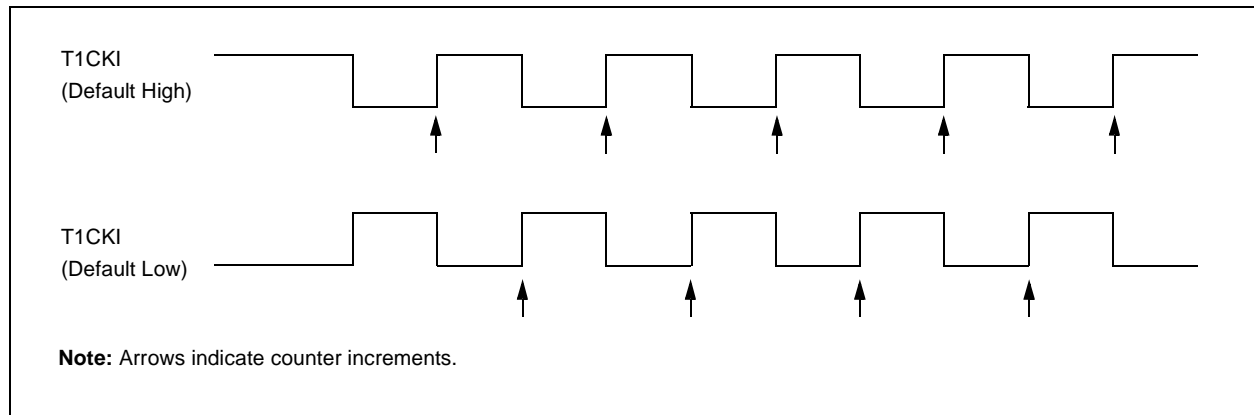 T1CKI
(Default High)
T1CKI
(Default Low)
Note: Arrows indicate counter increments.